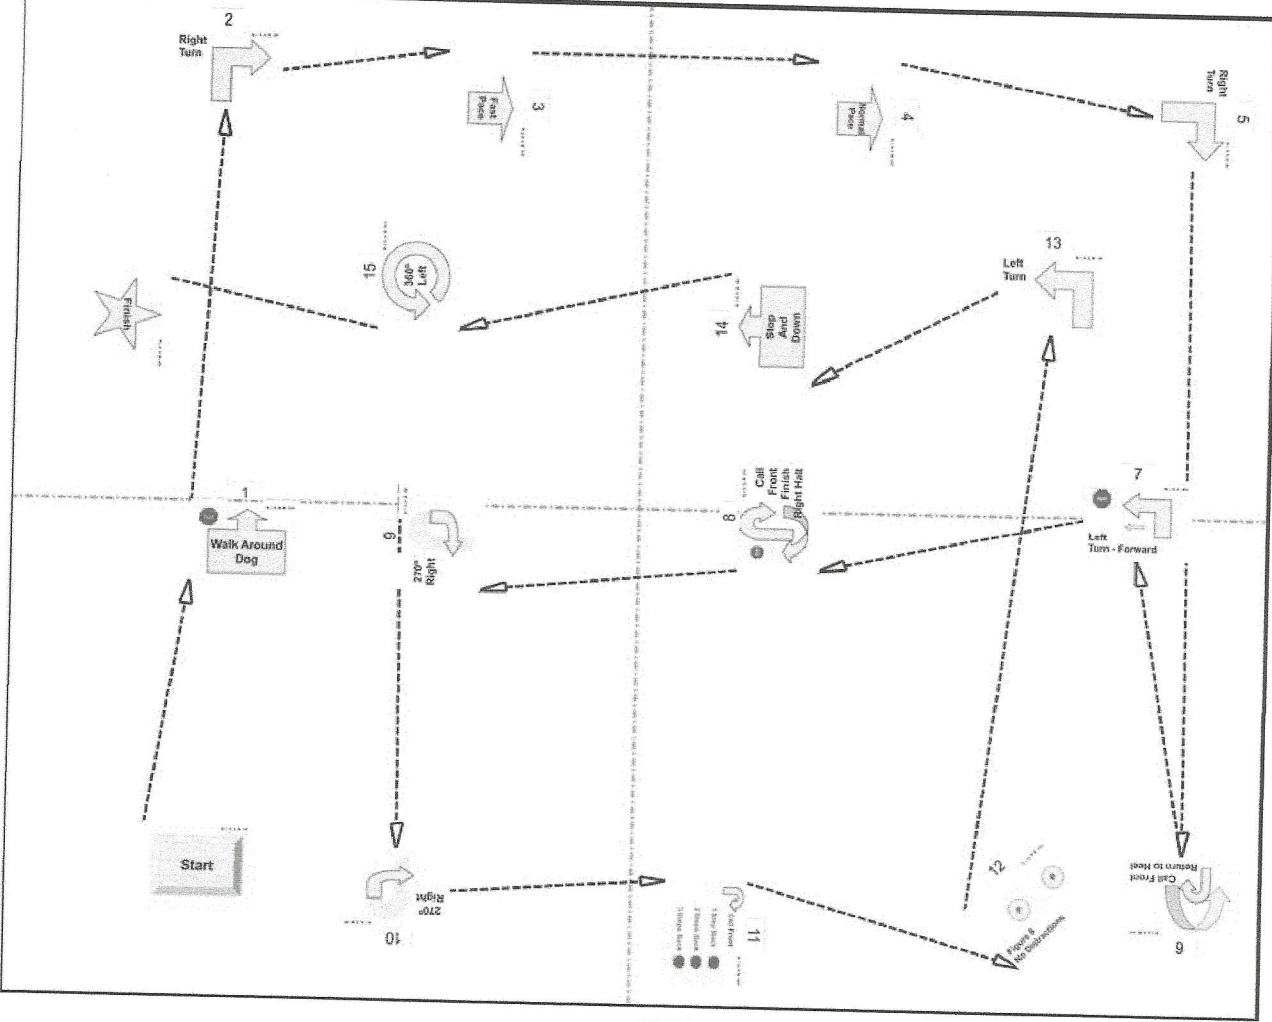 Start
1
Walk Around
Dog
2
Right
Turn
3
Fast
Pace
4
Normal
Pace
5
Right
Turn
6
Call Front
Return to Heel
7
Left
Turn - Forward
8
Call
Front
Finish
Right Halt
9
270°
Right
10
270°
Right
11
Call Front
1 Step Back
2 Steps Back
3 Steps Back
12
Figure 8
No Distractions
13
Left
Turn
14
Stop
And
Down
15
360°
Left
Finish